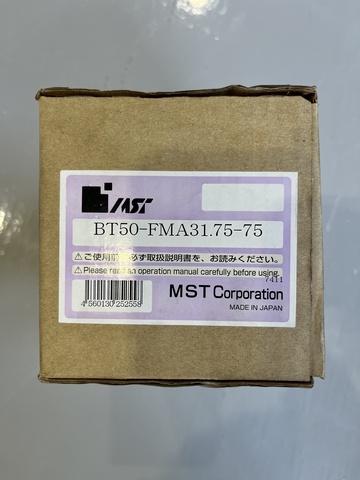 MST
BT50-FMA31.75-75
⚠ご使用前に必ず取扱説明書を、お読みください。
⚠Please read an operation manual carefully before using.
7411
4560130252558
MST Corporation
MADE IN JAPAN